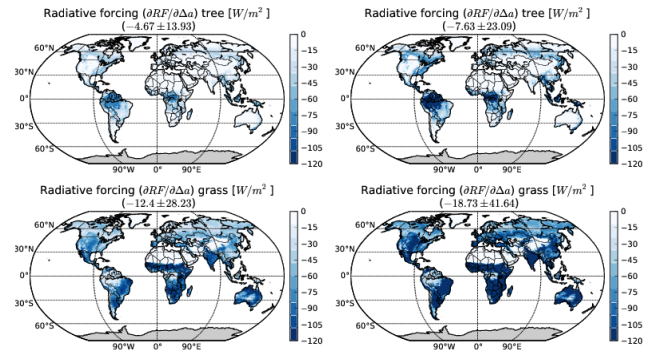 Radiative forcing (∂RF/∂Δa) tree [W/m² ]
(−4.67 ±13.93)
60°N
30°N
0°
30°S
60°S
90°W 0° 90°E
0
−15
−30
−45
−60
−75
−90
−105
−120
Radiative forcing (∂RF/∂Δa) tree [W/m² ]
(−7.63 ±23.09)
60°N
30°N
0°
30°S
60°S
90°W 0° 90°E
0
−15
−30
−45
−60
−75
−90
−105
−120
Radiative forcing (∂RF/∂Δa) grass [W/m² ]
(−12.4 ±28.23)
60°N
30°N
0°
30°S
60°S
90°W 0° 90°E
0
−15
−30
−45
−60
−75
−90
−105
−120
Radiative forcing (∂RF/∂Δa) grass [W/m² ]
(−18.73 ±41.64)
60°N
30°N
0°
30°S
60°S
90°W 0° 90°E
0
−15
−30
−45
−60
−75
−90
−105
−120